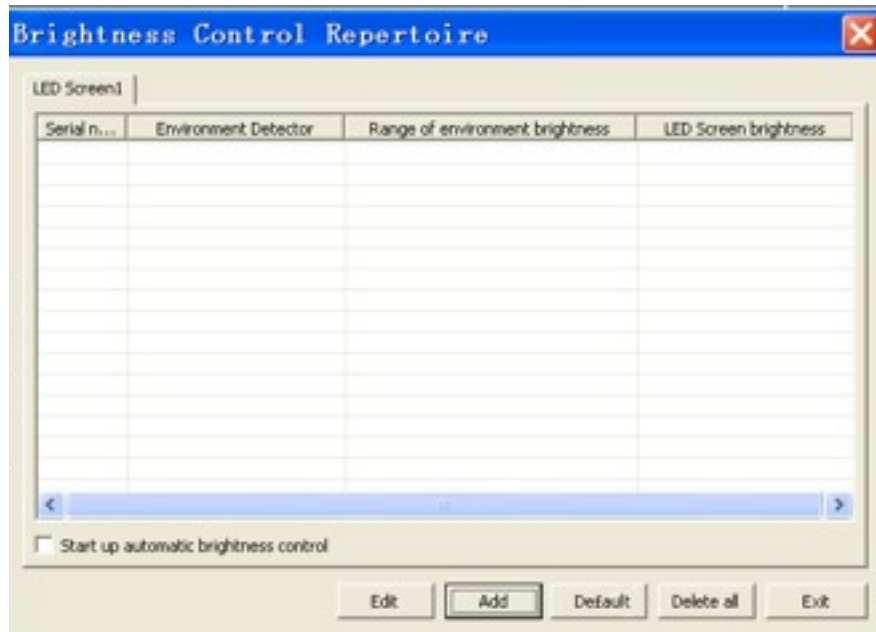 Brightness Control Repertoire
LED Screen1
Serial n... Environment Detector Range of environment brightness LED Screen brightness
Start up automatic brightness control
Edit Add Default Delete all Exit